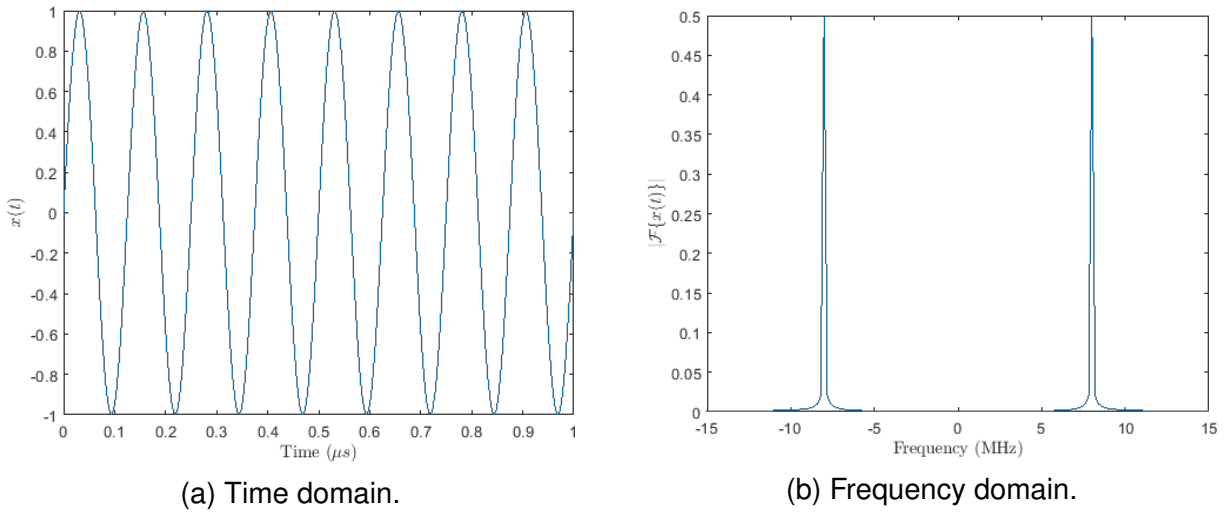 1
0.8
0.6
0.4
0.2
0
-0.2
-0.4
-0.6
-0.8
-1
x(t)
0 0.1 0.2 0.3 0.4 0.5 0.6 0.7 0.8 0.9 1
Time (μs)
(a) Time domain.
0.5
0.45
0.4
0.35
0.3
0.25
0.2
0.15
0.1
0.05
0
|ℱ{x(t)}|
-15 -10 -5 0 5 10 15
Frequency (MHz)
(b) Frequency domain.